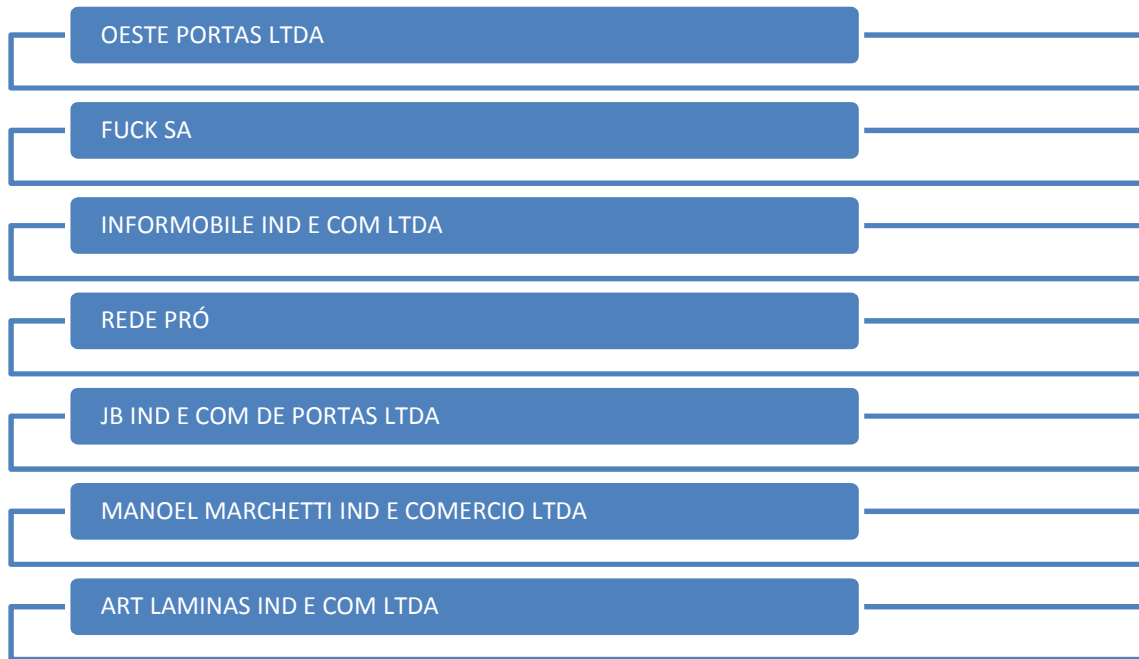 OESTE PORTAS LTDA
FUCK SA
INFORMOBILE IND E COM LTDA
REDE PRÓ
JB IND E COM DE PORTAS LTDA
MANOEL MARCHETTI IND E COMERCIO LTDA
ART LAMINAS IND E COM LTDA